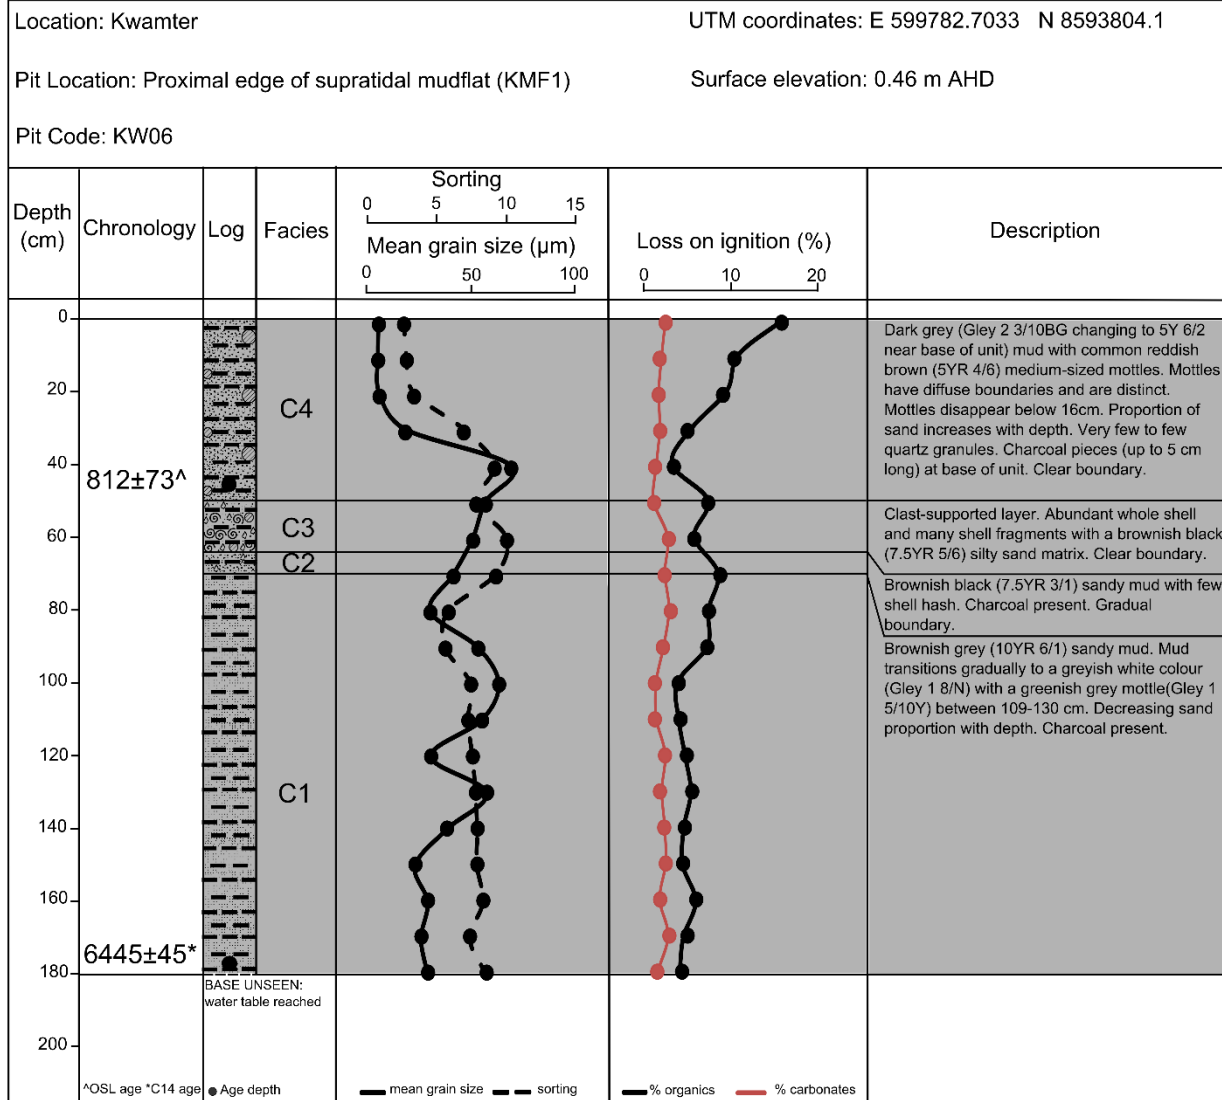 Location: Kwamter
UTM coordinates: E 599782.7033 N 8593804.1
Pit Location: Proximal edge of supratidal mudflat (KMF1)
Surface elevation: 0.46 m AHD
Pit Code: KW06
Depth
(cm)
Chronology
Log
Facies
Sorting
0 5 10 15
Mean grain size (µm)
0 50 100
Loss on ignition (%)
0 10 20
Description
0
20
40
60
80
100
120
140
160
180
200
812±73^
6445±45*
C4
C3
C2
C1
Dark grey (Gley 2 3/10BG changing to 5Y 6/2
near base of unit) mud with common reddish
brown (5YR 4/6) medium-sized mottles. Mottles
have diffuse boundaries and are distinct.
Mottles disappear below 16cm. Proportion of
sand increases with depth. Very few to few
quartz granules. Charcoal pieces (up to 5 cm
long) at base of unit. Clear boundary.
Clast-supported layer. Abundant whole shell
and many shell fragments with a brownish black
(7.5YR 5/6) silty sand matrix. Clear boundary.
Brownish black (7.5YR 3/1) sandy mud with few
shell hash. Charcoal present. Gradual
boundary.
Brownish grey (10YR 6/1) sandy mud. Mud
transitions gradually to a greyish white colour
(Gley 1 8/N) with a greenish grey mottle(Gley 1
5/10Y) between 109-130 cm. Decreasing sand
proportion with depth. Charcoal present.
BASE UNSEEN:
water table reached
^OSL age *C14 age
Age depth
mean grain size
sorting
% organics
% carbonates